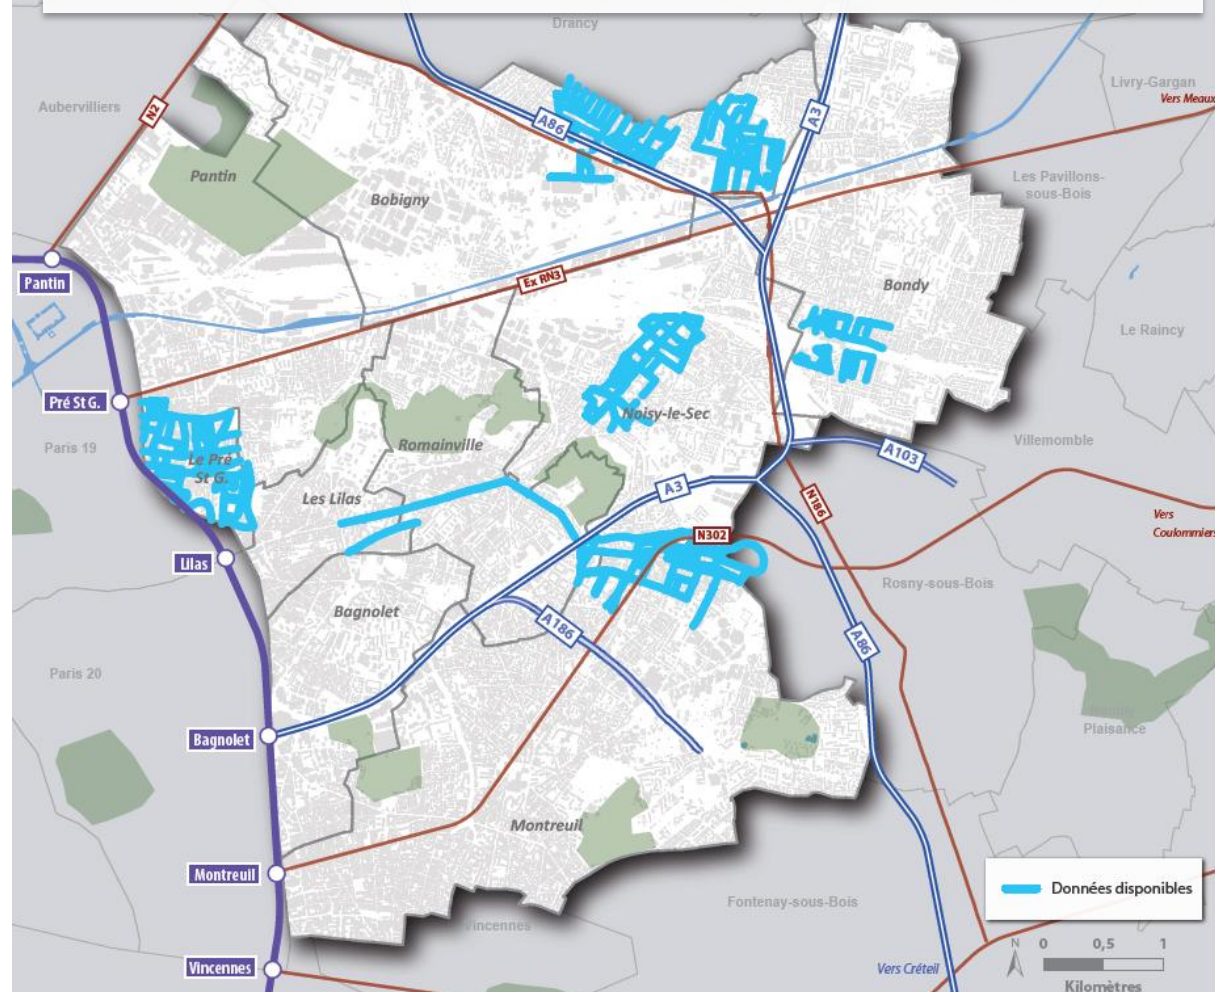 Drancy
Livry-Gargan
Vers Meaux
Aubervilliers
N2
A86
A3
Pantin
Bobigny
Les Pavillons-
sous-Bois
Pantin
Ex RN3
Bondy
Le Raincy
Pré St G.
Noisy-le-Sec
Paris 19
Romainville
Villemomble
Le Pré
St G.
A103
Les Lilas
A3
N186
Vers
Coulommiers
N302
Lilas
Rosny-sous-Bois
Bagnolet
A186
A86
Paris 20
Plaisance
Bagnolet
Montreuil
Montreuil
Données disponibles
Fontenay-sous-Bois
Vincennes
Vincennes
Vers Créteil
N
0 0,5 1
Kilomètres